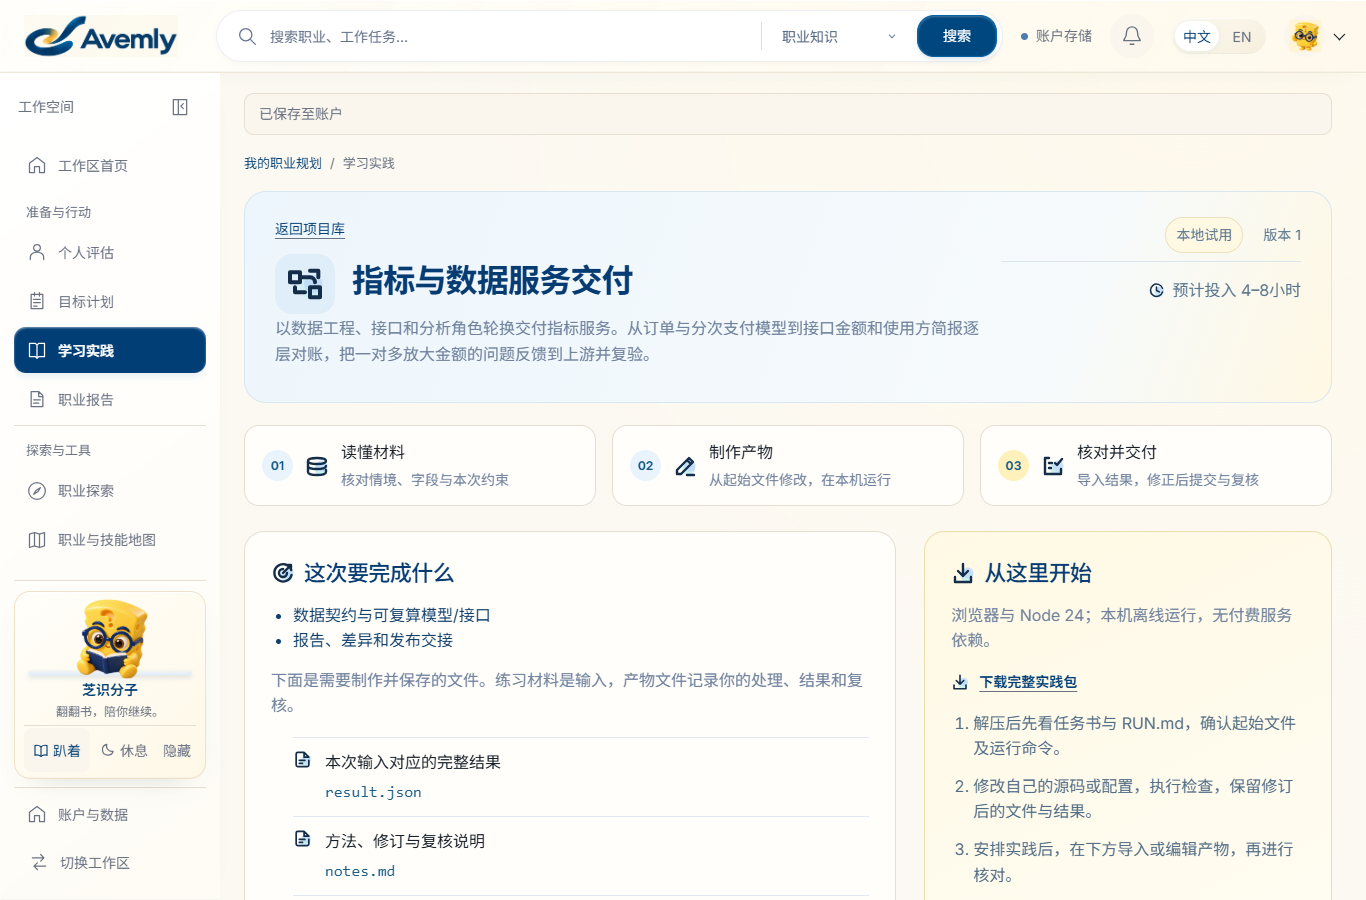 Avemly
搜索职业、工作任务...
职业知识
搜索
账户存储
中文
EN
工作空间
工作区首页
准备与行动
个人评估
目标计划
学习实践
职业报告
探索与工具
职业探索
职业与技能地图
芝识分子
翻翻书，陪你继续。
趴着
休息
隐藏
账户与数据
切换工作区
已保存至账户
我的职业规划 / 学习实践
返回项目库
本地试用
版本 1
指标与数据服务交付
预计投入 4–8小时
以数据工程、接口和分析角色轮换交付指标服务。从订单与分次支付模型到接口金额和使用方简报逐
层对账，把一对多放大金额的问题反馈到上游并复验。
01
读懂材料
核对情境、字段与本次约束
02
制作产物
从起始文件修改，在本机运行
03
核对并交付
导入结果，修正后提交与复核
这次要完成什么
数据契约与可复算模型/接口
报告、差异和发布交接
下面是需要制作并保存的文件。练习材料是输入，产物文件记录你的处理、结果和复
核。
本次输入对应的完整结果
result.json
方法、修订与复核说明
notes.md
从这里开始
浏览器与 Node 24；本机离线运行，无付费服务
依赖。
下载完整实践包
1. 解压后先看任务书与 RUN.md，确认起始文件
及运行命令。
2. 修改自己的源码或配置，执行检查，保留修订
后的文件与结果。
3. 安排实践后，在下方导入或编辑产物，再进行
核对。